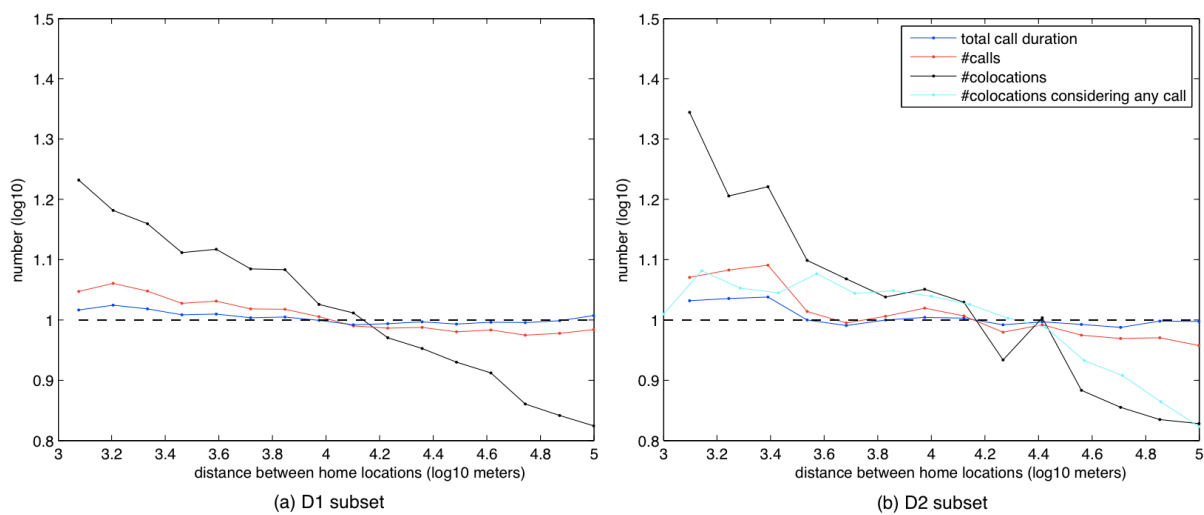 1.5
1.4
1.3
1.2
1.1
1
0.9
0.8
number (log10)
3 3.2 3.4 3.6 3.8 4 4.2 4.4 4.6 4.8 5
distance between home locations (log10 meters)
(a) D1 subset
1.5
1.4
1.3
1.2
1.1
1
0.9
0.8
number (log10)
total call duration
#calls
#colocations
#colocations considering any call
3 3.2 3.4 3.6 3.8 4 4.2 4.4 4.6 4.8 5
distance between home locations (log10 meters)
(b) D2 subset